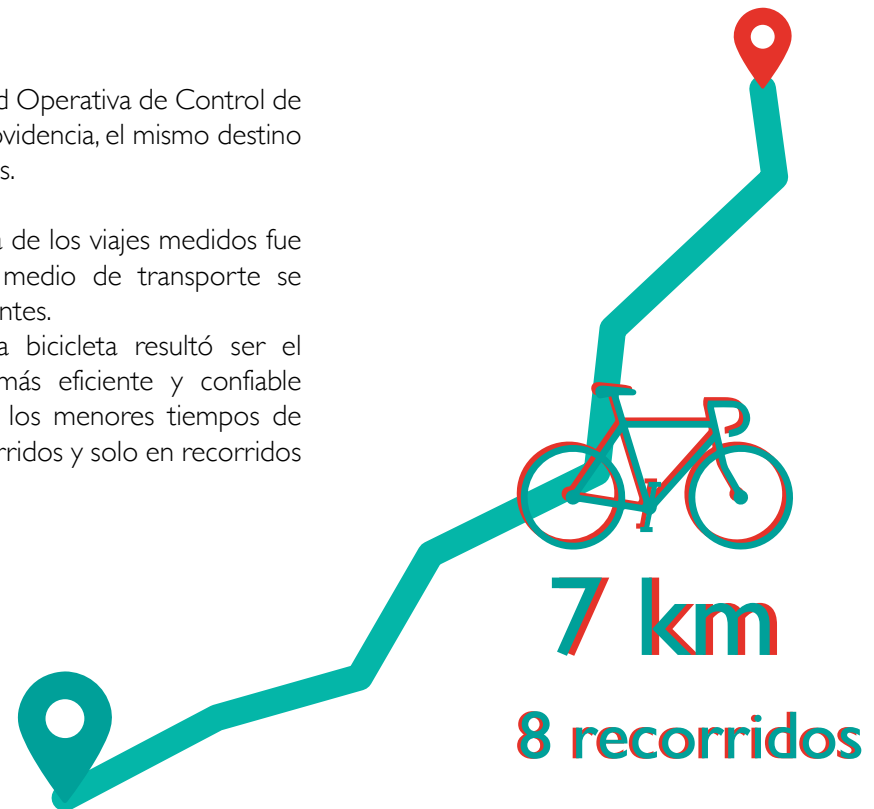 d Operativa de Control de
ovidencia, el mismo destino
s.
a de los viajes medidos fue
medio de transporte se
ntes.
a bicicleta resultó ser el
más eficiente y confiable
los menores tiempos de
rridos y solo en recorridos
7 km
8 recorridos